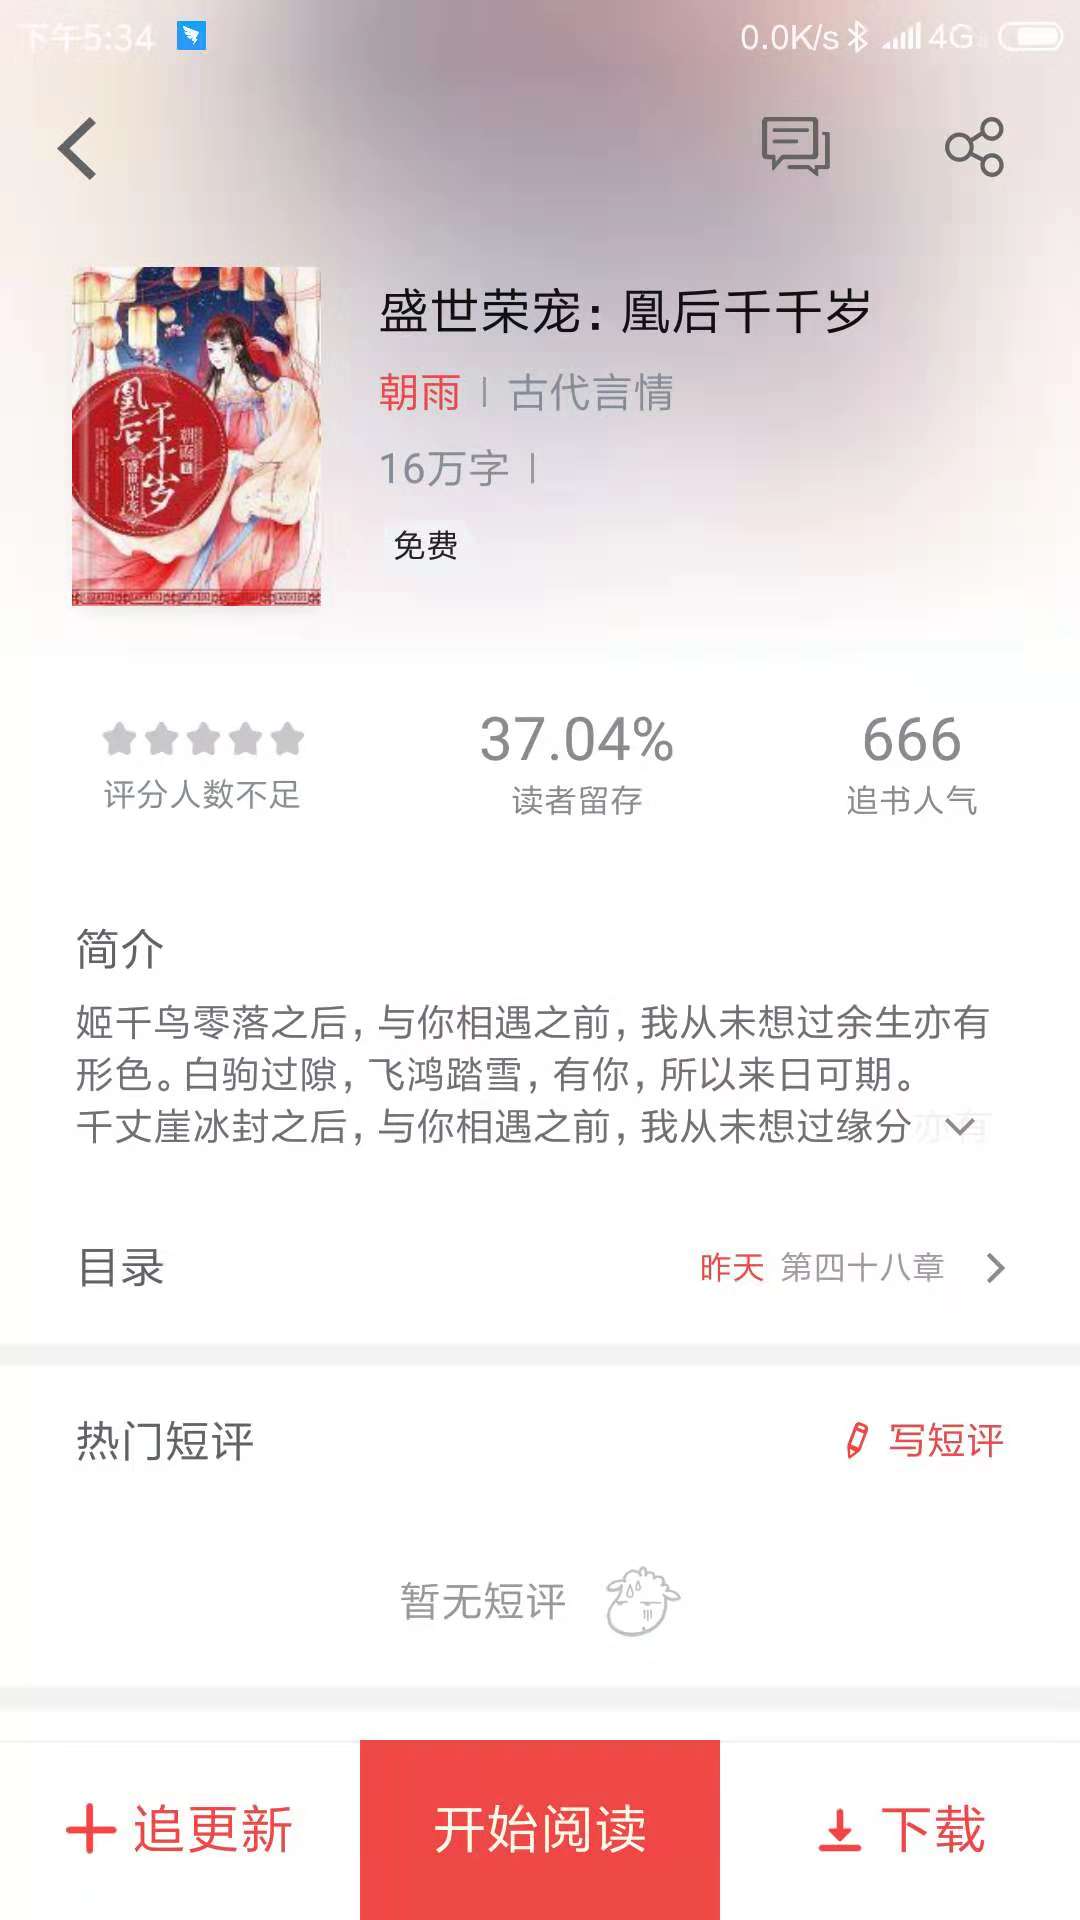 下午5:34
0.0K/s 4G
盛世荣宠：凰后千千岁
朝雨 | 古代言情
16万字 |
免费
凰后千千岁
盛世荣宠
朝雨
37.04% 666
评分人数不足 读者留存 追书人气
简介
姬千鸟零落之后，与你相遇之前，我从未想过余生亦有
形色。白驹过隙，飞鸿踏雪，有你，所以来日可期。
千丈崖冰封之后，与你相遇之前，我从未想过缘分亦有
目录 昨天 第四十八章
热门短评 写短评
暂无短评
追更新 开始阅读 下载